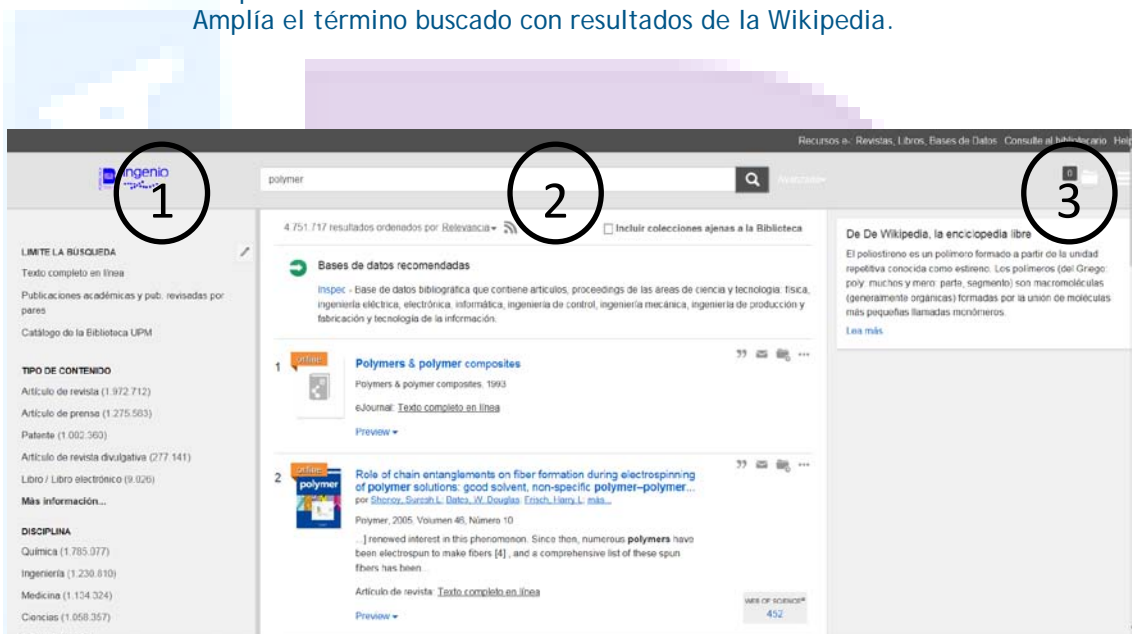 Amplía el término buscado con resultados de la Wikipedia.
Recursos e-: Revistas, Libros, Bases de Datos Consulte al bibliotecario Help
ingenio
1
polymer
2
0
3
4.751.717 resultados ordenados por Relevancia
Incluir colecciones ajenas a la Biblioteca
LIMITE LA BÚSQUEDA
Texto completo en línea
Publicaciones académicas y pub. revisadas por
pares
Catálogo de la Biblioteca UPM
TIPO DE CONTENIDO
Artículo de revista (1.972.712)
Artículo de prensa (1.275.583)
Patente (1.002.360)
Artículo de revista divulgativa (277.141)
Libro / Libro electrónico (9.026)
Más información...
DISCIPLINA
Química (1.785.077)
Ingeniería (1.230.810)
Medicina (1.134.324)
Ciencias (1.058.357)
Bases de datos recomendadas
Inspec - Base de datos bibliográfica que contiene artículos, proceedings de las áreas de ciencia y tecnología: física,
ingeniería eléctrica, electrónica, informática, ingeniería de control, ingeniería mecánica, ingeniería de producción y
fabricación y tecnología de la información.
1
online
Polymers & polymer composites
Polymers & polymer composites, 1993
eJournal: Texto completo en línea
Preview
2
online
polymer
Role of chain entanglements on fiber formation during electrospinning
of polymer solutions: good solvent, non-specific polymer–polymer...
por Shenoy, Suresh L; Bates, W. Douglas; Frisch, Harry L; más...
Polymer, 2005, Volumen 46, Número 10
...] renewed interest in this phenomenon. Since then, numerous polymers have
been electrospun to make fibers [4] , and a comprehensive list of these spun
fibers has been...
Artículo de revista: Texto completo en línea
Preview
WEB OF SCIENCE®
452
De De Wikipedia, la enciclopedia libre
El poliestireno es un polímero formado a partir de la unidad
repetitiva conocida como estireno. Los polímeros (del Griego:
poly: muchos y mero: parte, segmento) son macromoléculas
(generalmente orgánicas) formadas por la unión de moléculas
más pequeñas llamadas monómeros.
Lea más